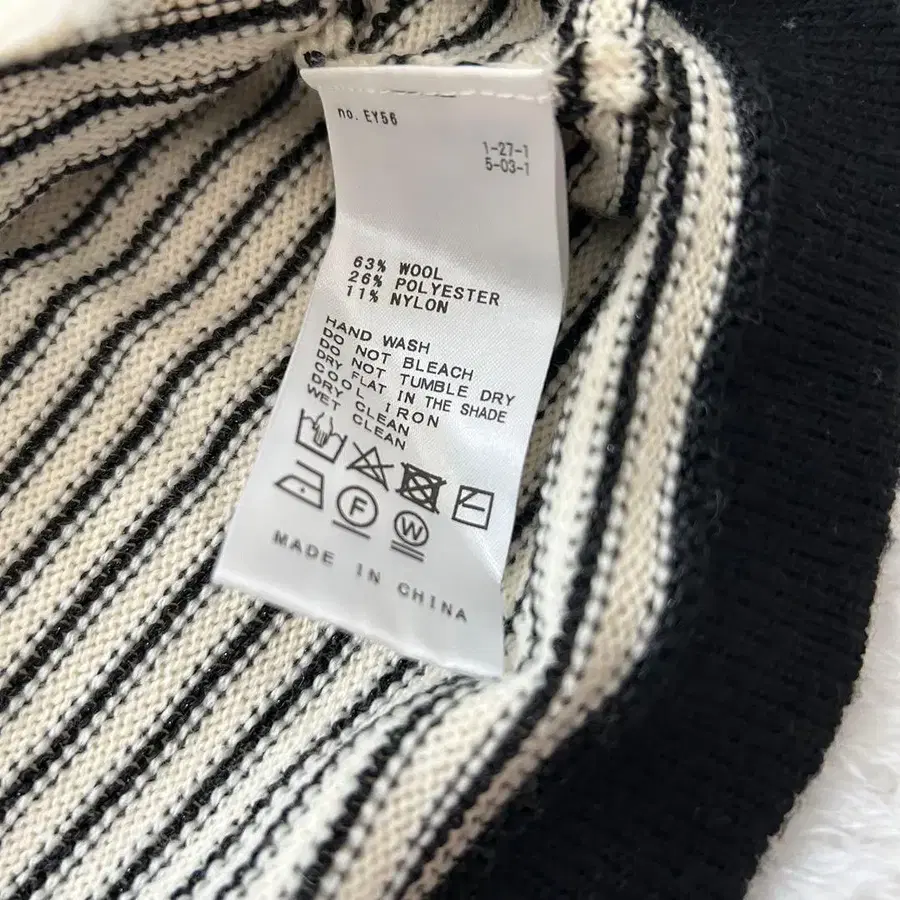 no. EY56
1-27-1
5-03-1
63% WOOL
26% POLYESTER
11% NYLON
HAND WASH
DO NOT BLEACH
DO NOT TUMBLE DRY
DRY FLAT IN THE SHADE
COOL IRON
DRY CLEAN
WET CLEAN
F
W
MADE IN CHINA